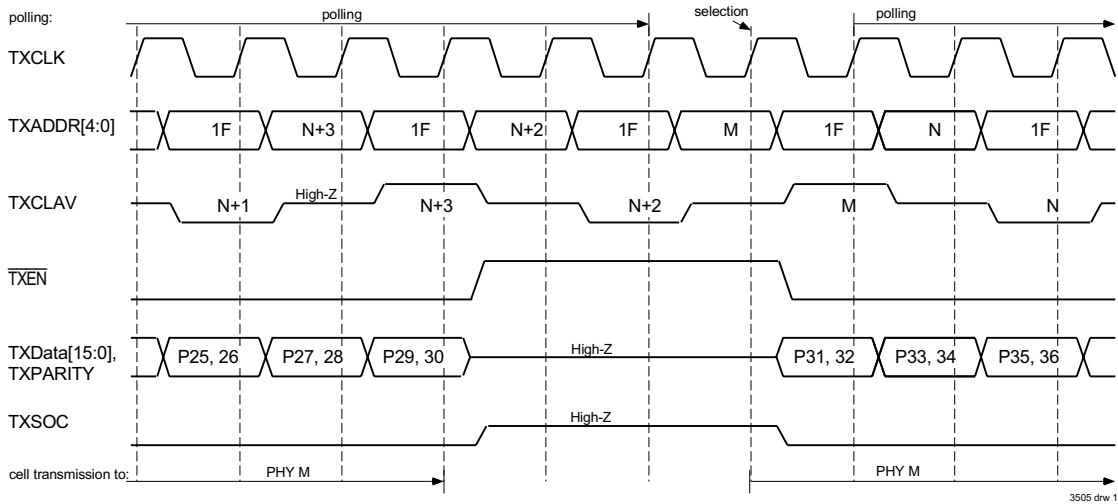 polling: polling selection polling
TXCLK
TXADDR[4:0] 1F N+3 1F N+2 1F M 1F N 1F
TXCLAV N+1 High-Z N+3 N+2 M N
TXEN
TXData[15:0], TXPARITY P25, 26 P27, 28 P29, 30 High-Z P31, 32 P33, 34 P35, 36
TXSOC High-Z
cell transmission to: PHY M PHY M
3505 drw 1